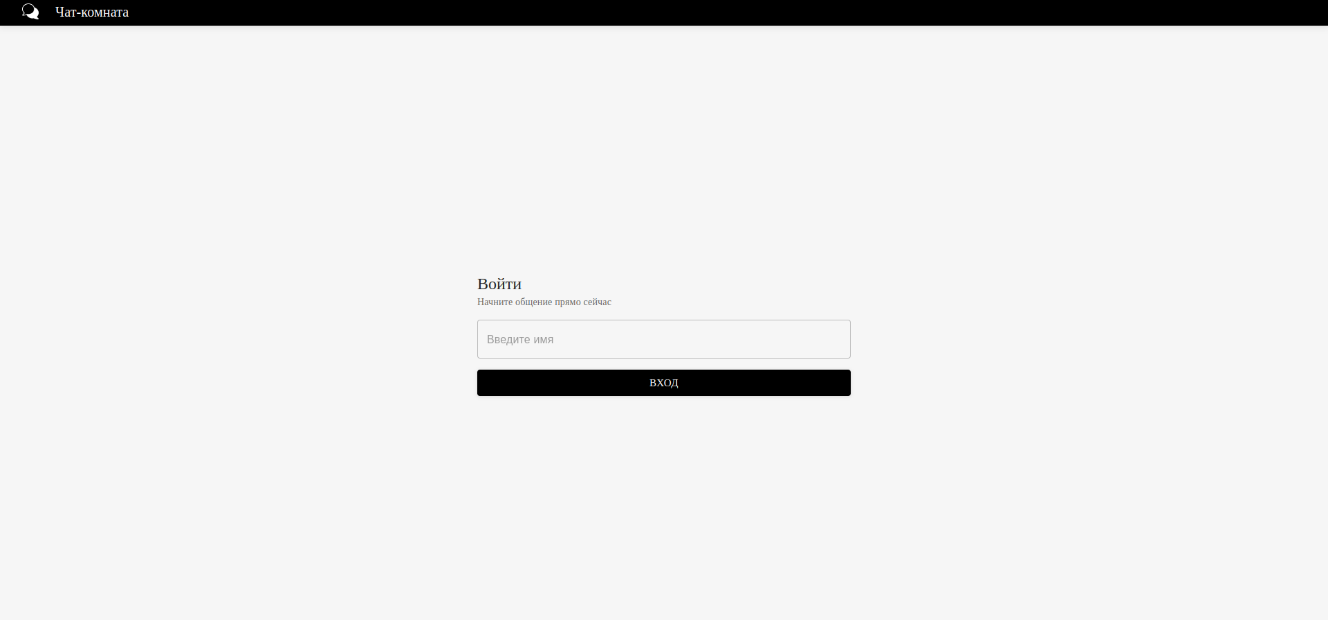 Чат-комната
Войти
Начните общение прямо сейчас
Введите имя
ВХОД